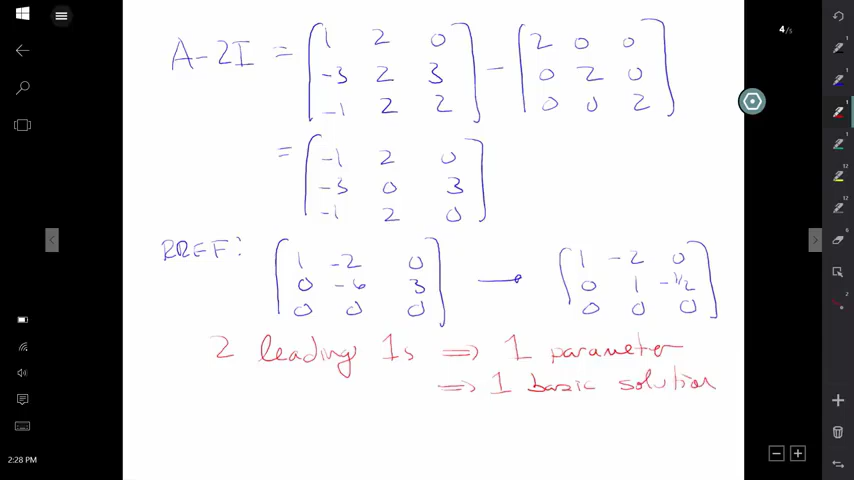 4/5
A-2I = [1 2 0 - [2 0 0
-3 2 3 0 2 0
-1 2 2] 0 0 2]
= [-1 2 0
-3 0 3
-1 2 0]
RREF: [1 -2 0 → [1 -2 0
0 -6 3 0 1 -1/2
0 0 0] 0 0 0]
2 leading 1s ⟹ 1 parameter
⟹ 1 basic solution
2:28 PM